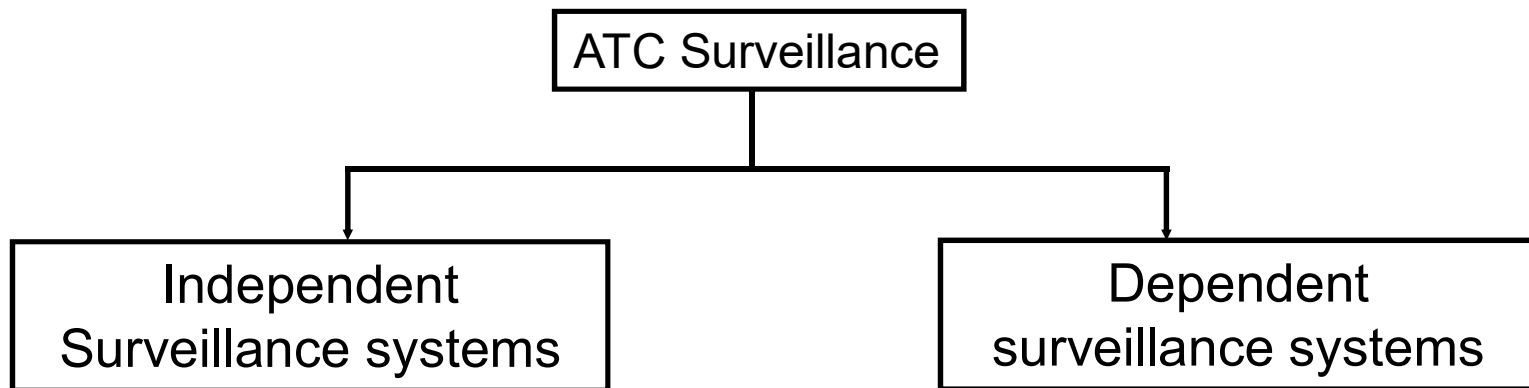 ATC Surveillance
Independent
Surveillance systems
Dependent
surveillance systems